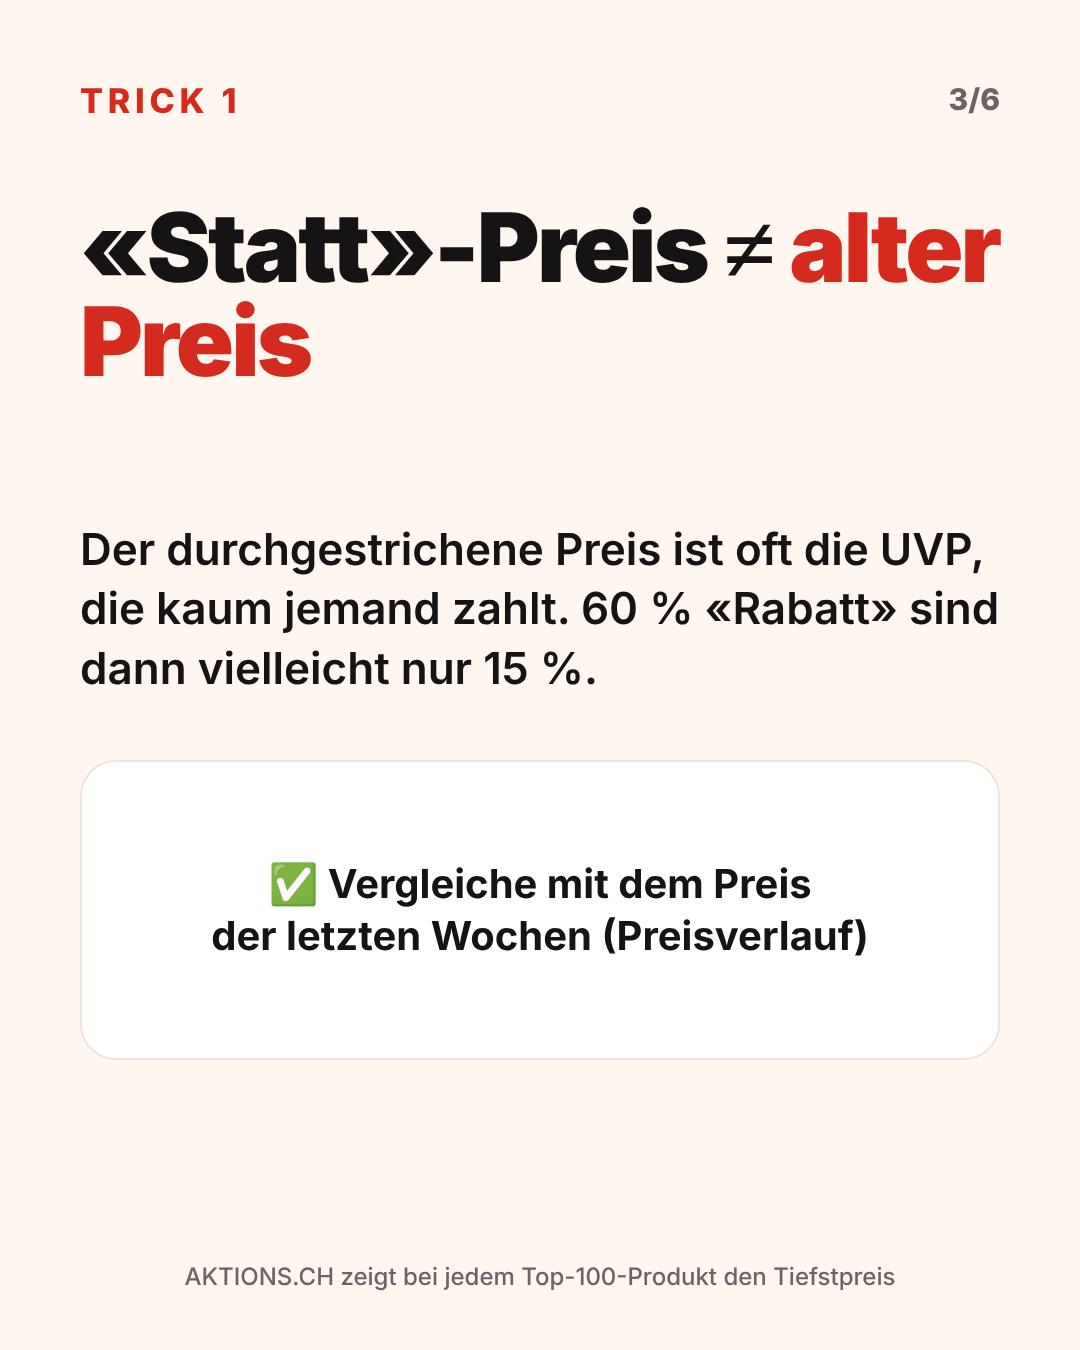 TRICK 1
3/6
«Statt»-Preis ≠ alter
Preis
Der durchgestrichene Preis ist oft die UVP,
die kaum jemand zahlt. 60 % «Rabatt» sind
dann vielleicht nur 15 %.
✅ Vergleiche mit dem Preis
der letzten Wochen (Preisverlauf)
AKTIONS.CH zeigt bei jedem Top-100-Produkt den Tiefstpreis